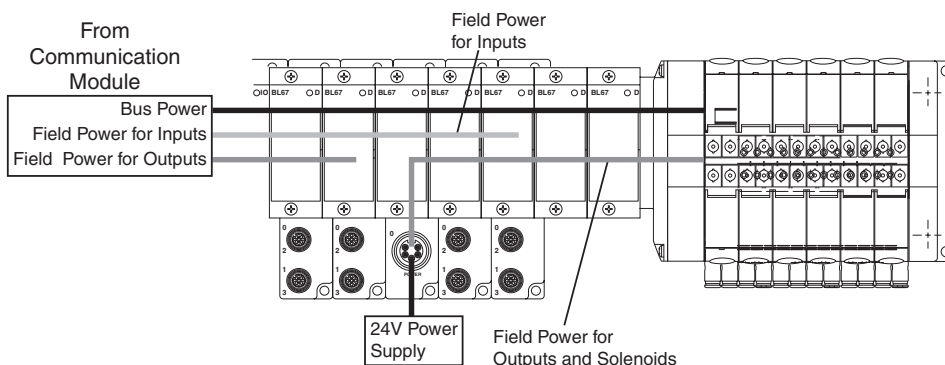 Field Power
for Inputs
From
Communication
Module
IO BL67 D BL67 D BL67 D BL67 D BL67 D BL67 D D
Bus Power
Field Power for Inputs
Field Power for Outputs
0 0 0 0 0
2 2 2 2
1 1 1 1
3 3 3 3
POWER
24V Power
Supply
Field Power for
Outputs and Solenoids